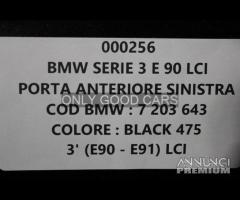 000256
BMW SERIE 3 E 90 LCI
PORTA ANTERIORE SINISTRA
ONLY GOOD CARS
COD BMW : 7 203 643
COLORE : BLACK 475
3' (E90 - E91) LCI
ANNUNCI
PREMIUM